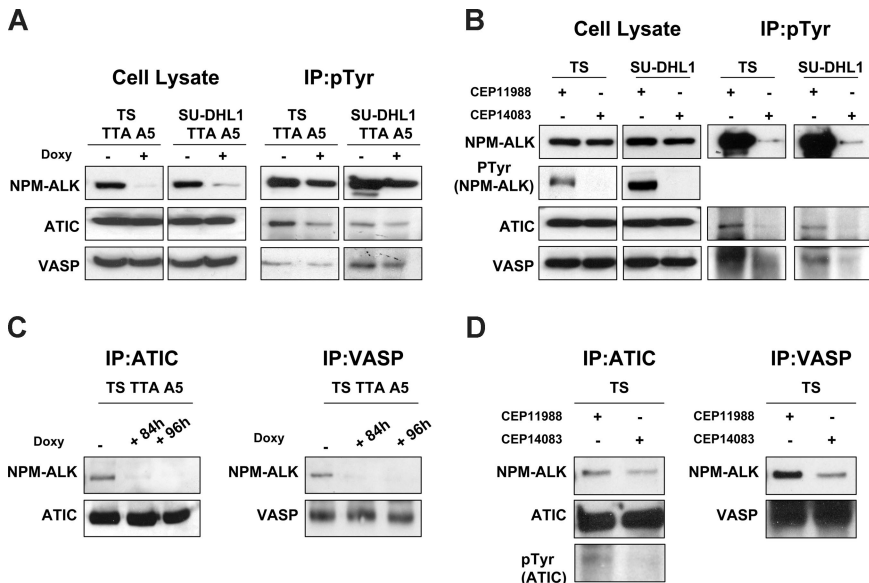 A
Cell Lysate IP:pTyr
TS SU-DHL1 TS SU-DHL1
TTA A5 TTA A5 TTA A5 TTA A5
Doxy - + - + - + - +
NPM-ALK
ATIC
VASP
B
Cell Lysate IP:pTyr
TS SU-DHL1 TS SU-DHL1
CEP11988 + - + - + - + -
CEP14083 - + - + - + - +
NPM-ALK
PTyr
(NPM-ALK)
ATIC
VASP
C
IP:ATIC IP:VASP
TS TTA A5 TS TTA A5
Doxy - + 84h + 96h Doxy - + 84h + 96h
NPM-ALK NPM-ALK
ATIC VASP
D
IP:ATIC IP:VASP
TS TS
CEP11988 + - CEP11988 + -
CEP14083 - + CEP14083 - +
NPM-ALK NPM-ALK
ATIC VASP
pTyr
(ATIC)